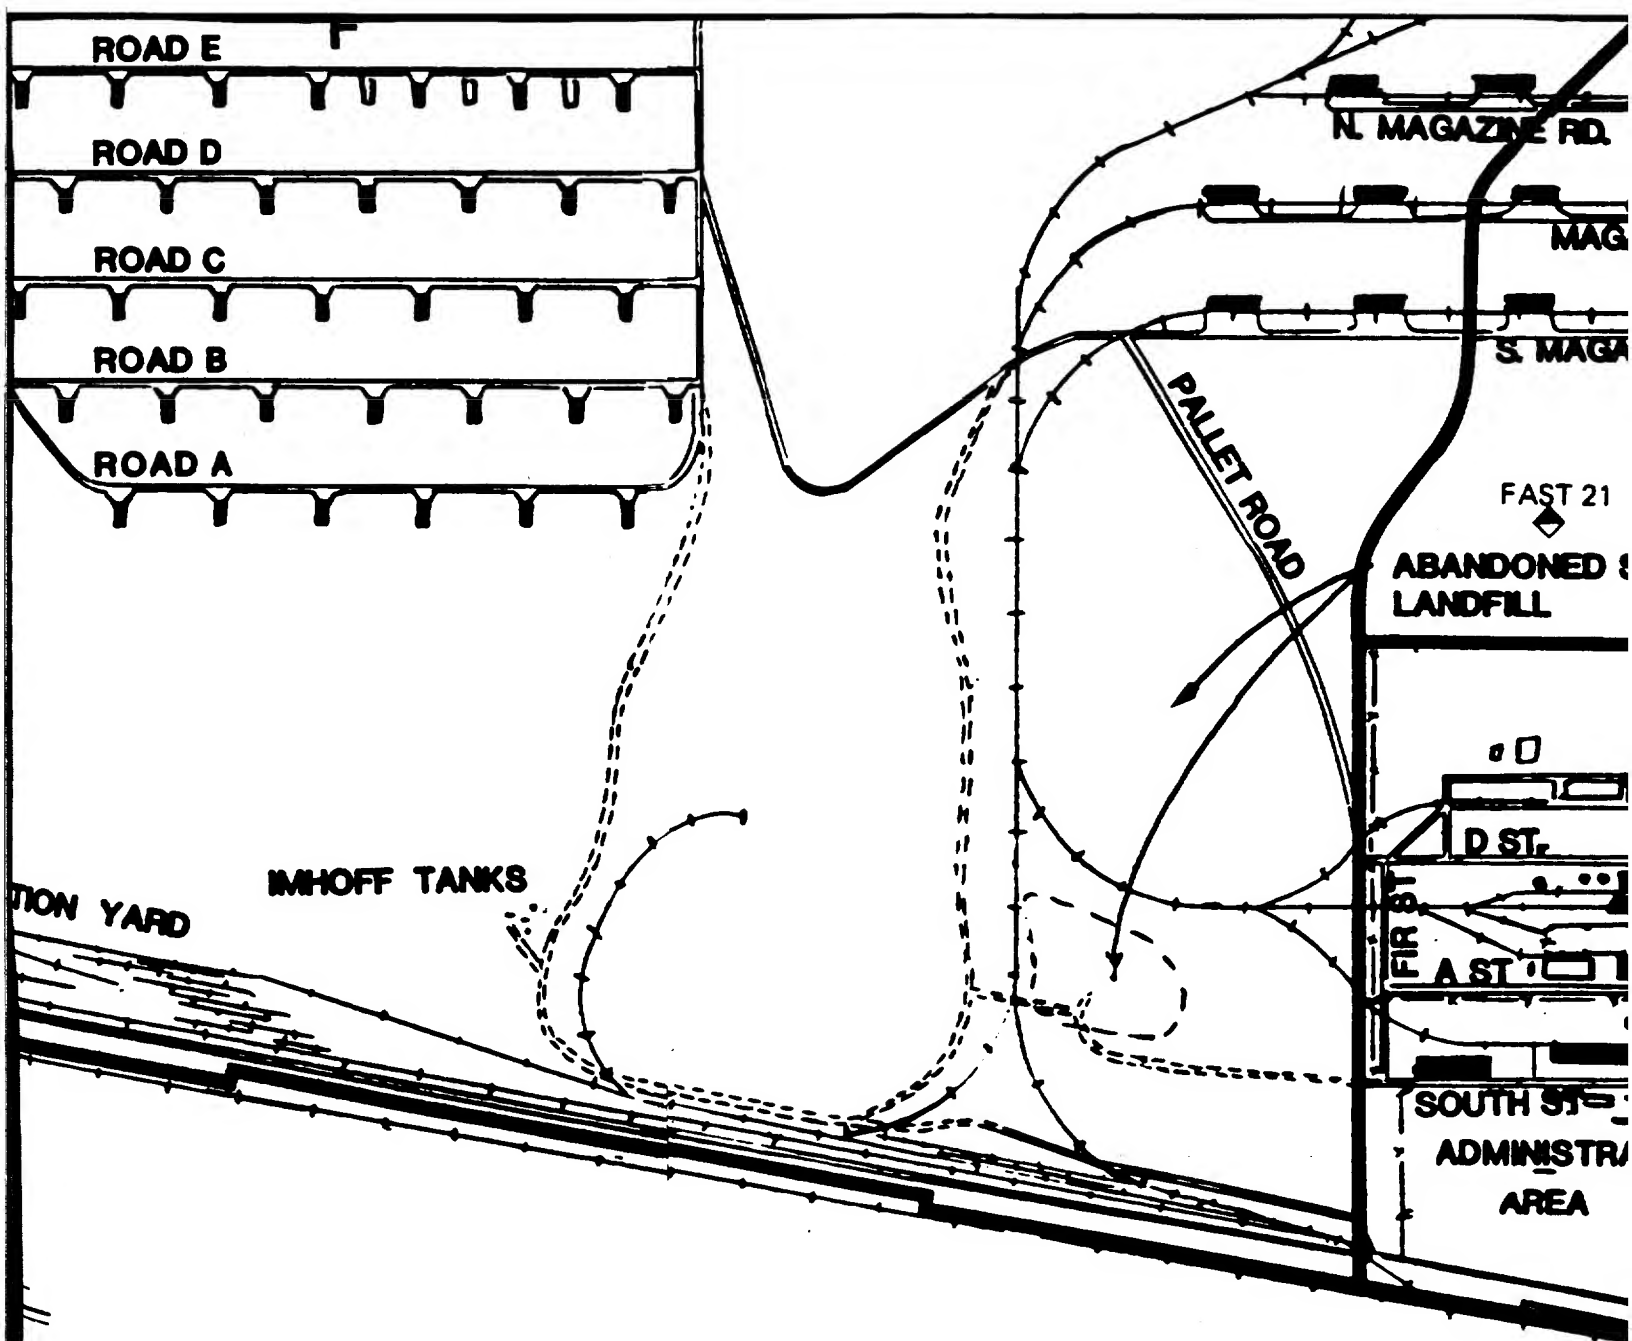 ROAD E
ROAD D
ROAD C
ROAD B
ROAD A
N. MAGAZINE RD.
MAG
S. MAGA
PALLET ROAD
FAST 21
ABANDONED S
LANDFILL
IMHOFF TANKS
TION YARD
D ST.
FIR ST
A ST
SOUTH ST
ADMINISTRA
AREA